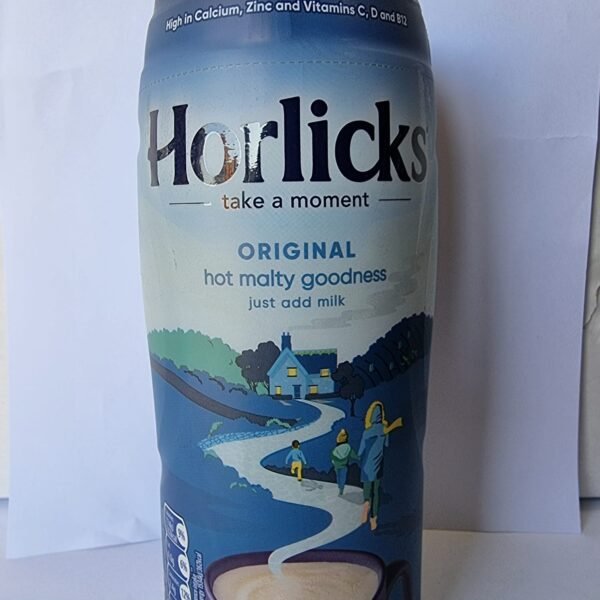 High in Calcium, Zinc and Vitamins C, D and B12
Horlicks
take a moment
ORIGINAL
hot malty goodness
just add milk